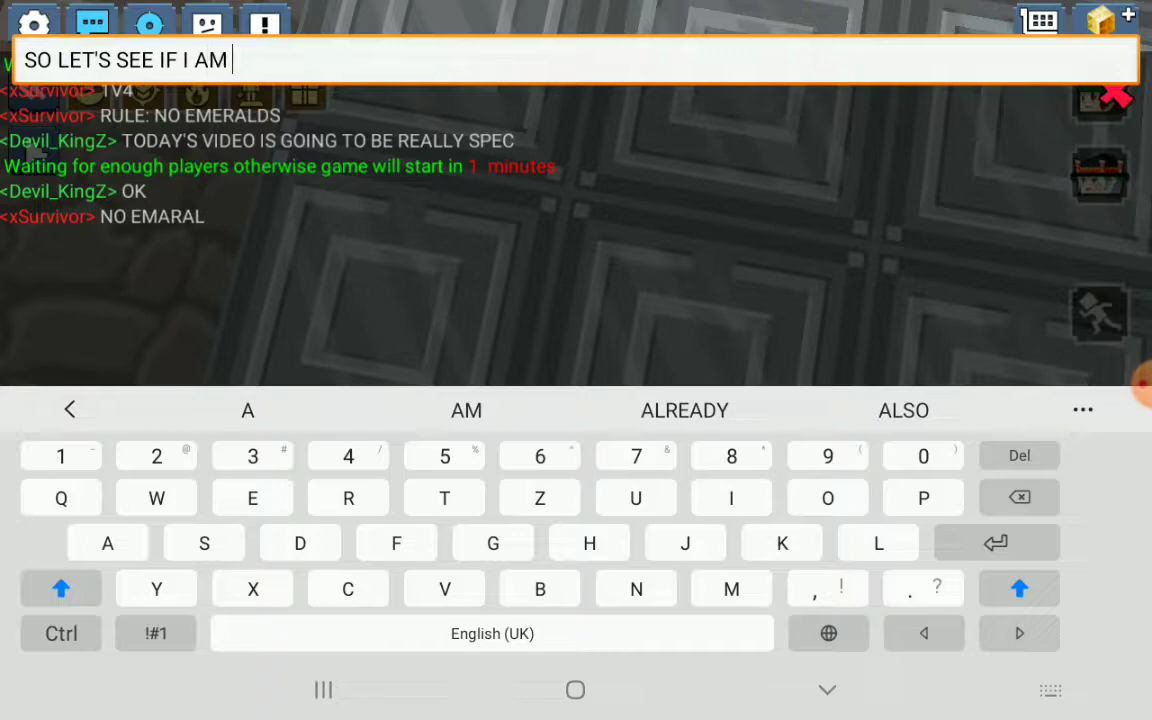 SO LET'S SEE IF I AM
<xSurvivor> 1V4
<xSurvivor> RULE: NO EMERALDS
<Devil_KingZ> TODAY'S VIDEO IS GOING TO BE REALLY SPEC
Waiting for enough players otherwise game will start in 1 minutes
<Devil_KingZ> OK
<xSurvivor> NO EMARAL
A AM ALREADY ALSO
1 - 2 @ 3 # 4 / 5 % 6 ^ 7 & 8 * 9 ( 0 ) Del
Q W E R T Z U I O P
A S D F G H J K L
Y X C V B N M , ! . ?
Ctrl !#1 English (UK)